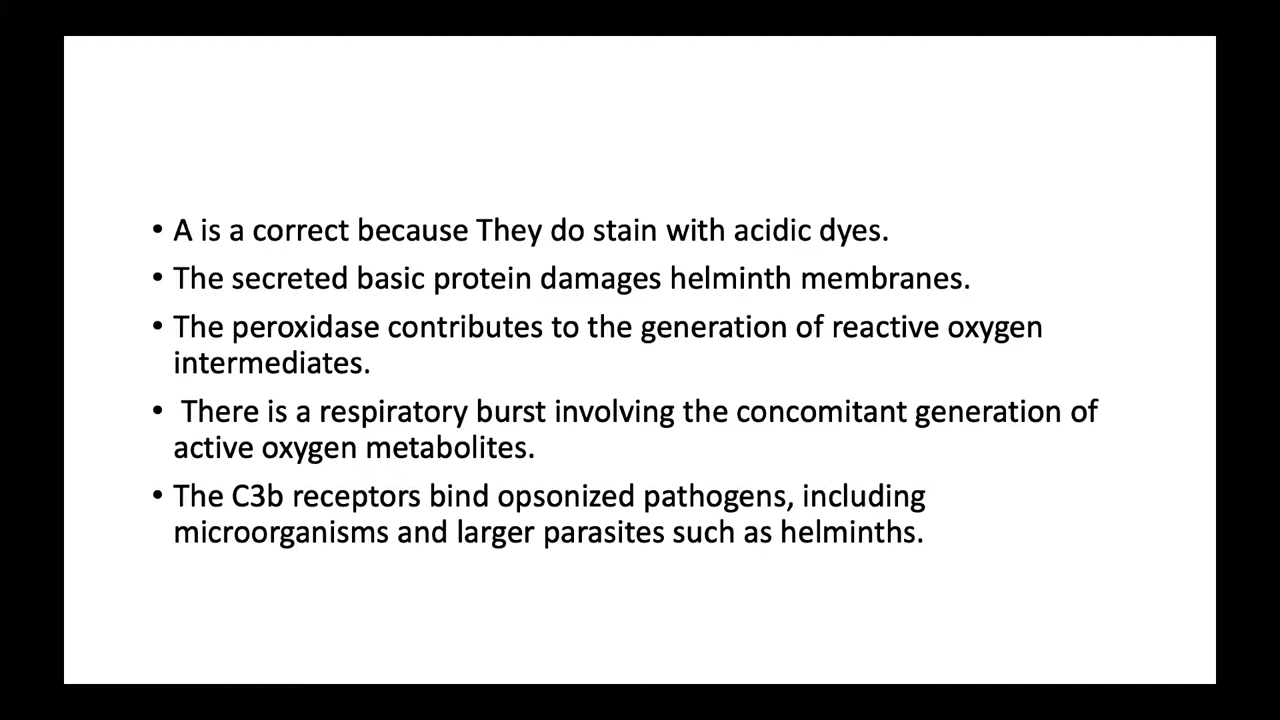 • A is a correct because They do stain with acidic dyes.
• The secreted basic protein damages helminth membranes.
• The peroxidase contributes to the generation of reactive oxygen
intermediates.
• There is a respiratory burst involving the concomitant generation of
active oxygen metabolites.
• The C3b receptors bind opsonized pathogens, including
microorganisms and larger parasites such as helminths.